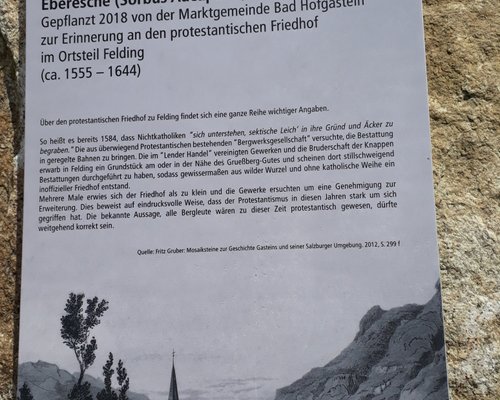 Eberesche (Sorbus
Gepflanzt 2018 von der Marktgemeinde Bad Hofgastein
zur Erinnerung an den protestantischen Friedhof
im Ortsteil Felding
(ca. 1555 – 1644)
Über den protestantischen Friedhof zu Felding findet sich eine ganze Reihe wichtiger Angaben.
So heißt es bereits 1584, dass Nichtkatholiken "sich unterstehen, sektische Leich' in ihre Gründ und Äcker zu
begraben." Die aus überwiegend Protestantischen bestehenden "Bergwerksgesellschaft" versuchte, die Bestattung
in geregelte Bahnen zu bringen. Die im "Lender Handel" vereinigten Gewerken und die Bruderschaft der Knappen
erwarb in Felding ein Grundstück am oder in der Nähe des Grueßberg-Gutes und scheinen dort stillschweigend
Bestattungen durchgeführt zu haben, sodass gewissermaßen aus wilder Wurzel und ohne katholische Weihe ein
inoffizieller Friedhof entstand.
Mehrere Male erwies sich der Friedhof als zu klein und die Gewerke ersuchten um eine Genehmigung zur
Erweiterung. Dies beweist auf eindrucksvolle Weise, dass der Protestantismus in diesen Jahren stark um sich
gegriffen hat. Die bekannte Aussage, alle Bergleute wären zu dieser Zeit protestantisch gewesen, dürfte
weitgehend korrekt sein.
Quelle: Fritz Gruber: Mosaiksteine zur Geschichte Gasteins und seiner Salzburger Umgebung. 2012, S. 299 f